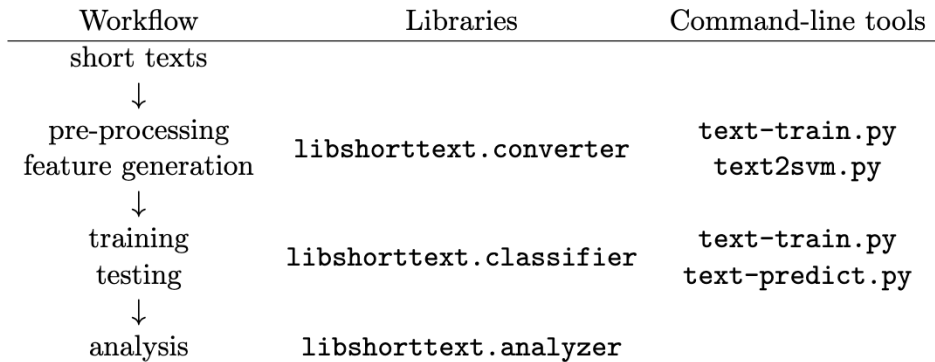 Workflow Libraries Command-line tools
short texts
↓
pre-processing text-train.py
libshorttext.converter
feature generation text2svm.py
↓
training text-train.py
libshorttext.classifier
testing text-predict.py
↓
analysis libshorttext.analyzer